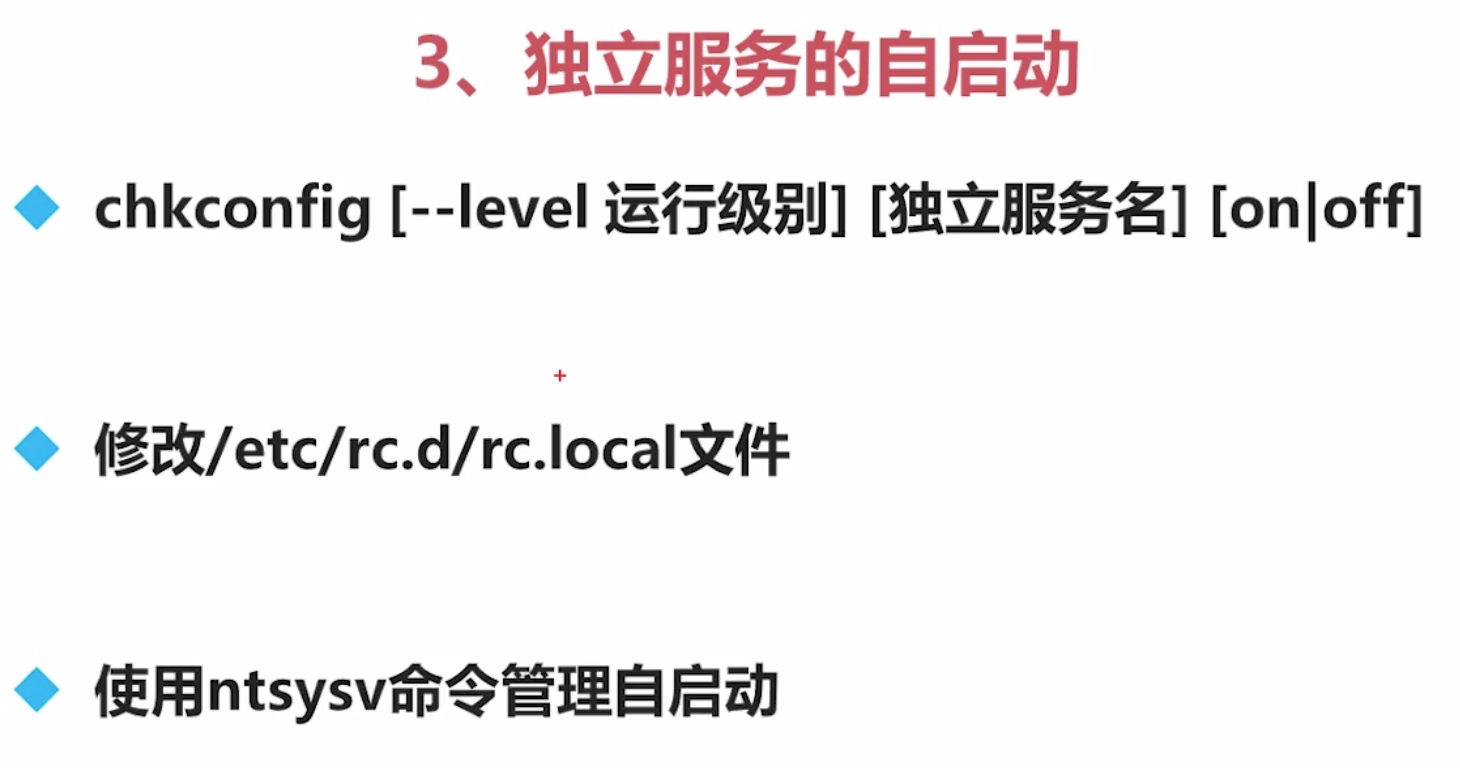 3、独立服务的自启动
chkconfig [--level 运行级别] [独立服务名] [on|off]
修改/etc/rc.d/rc.local文件
使用ntsysv命令管理自启动